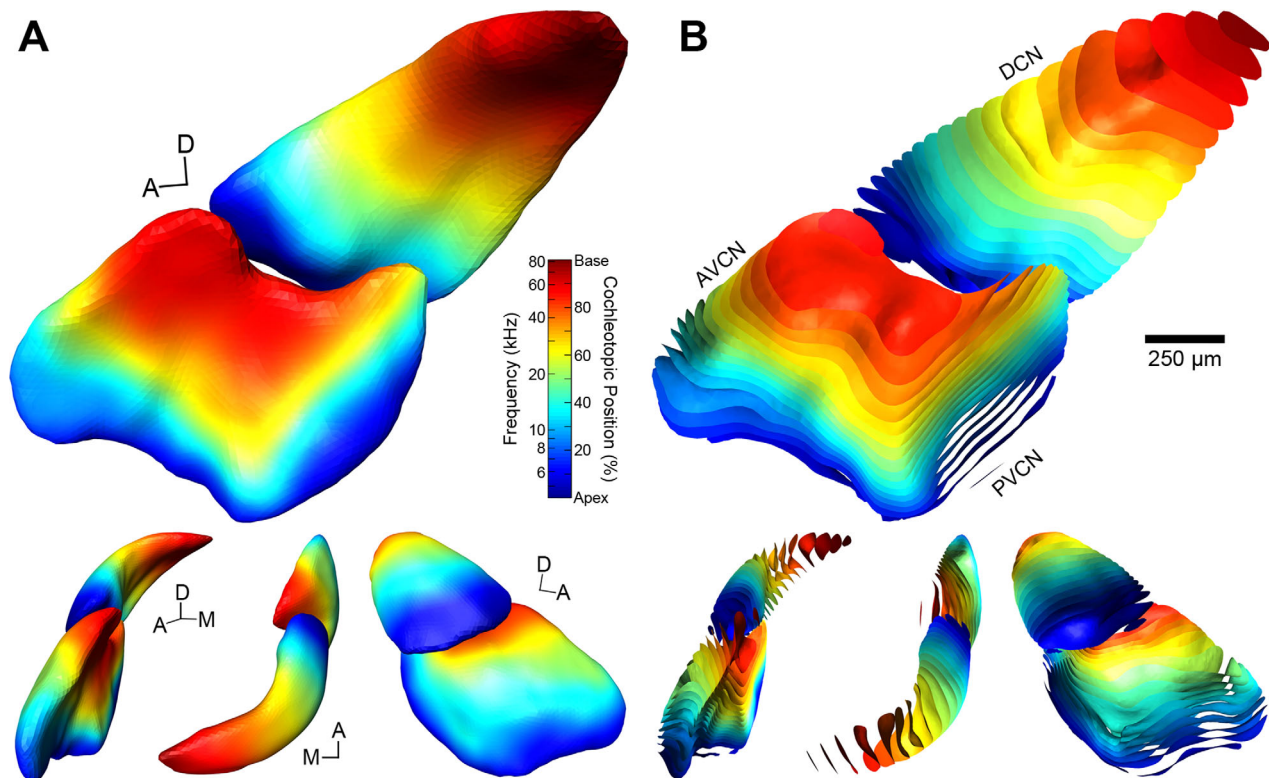 A
B
DCN
D
A
AVCN
80
60
40
20
10
8
6
Frequency (kHz)
Base
80
60
40
20
Apex
Cochleotopic Position (%)
250 µm
PVCN
D
A
M
A
M
D
A